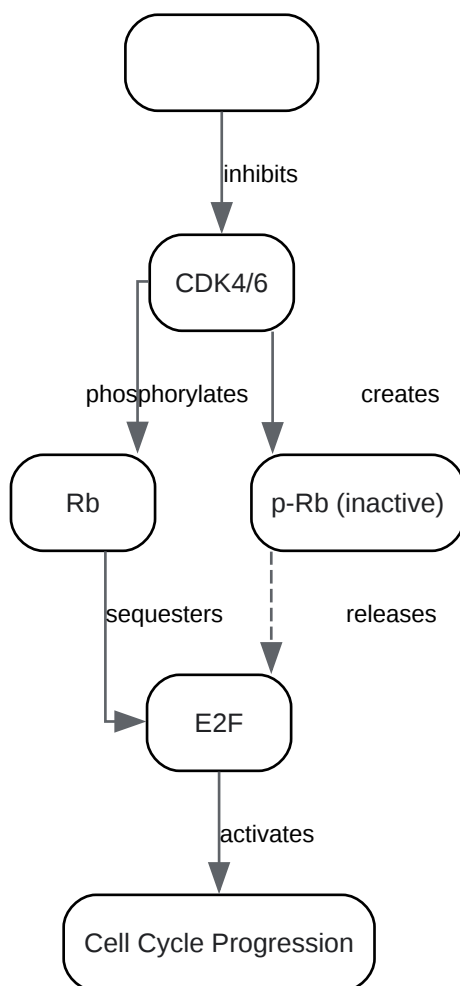 inhibits
CDK4/6
phosphorylates
creates
Rb
p-Rb (inactive)
sequesters
releases
E2F
activates
Cell Cycle Progression